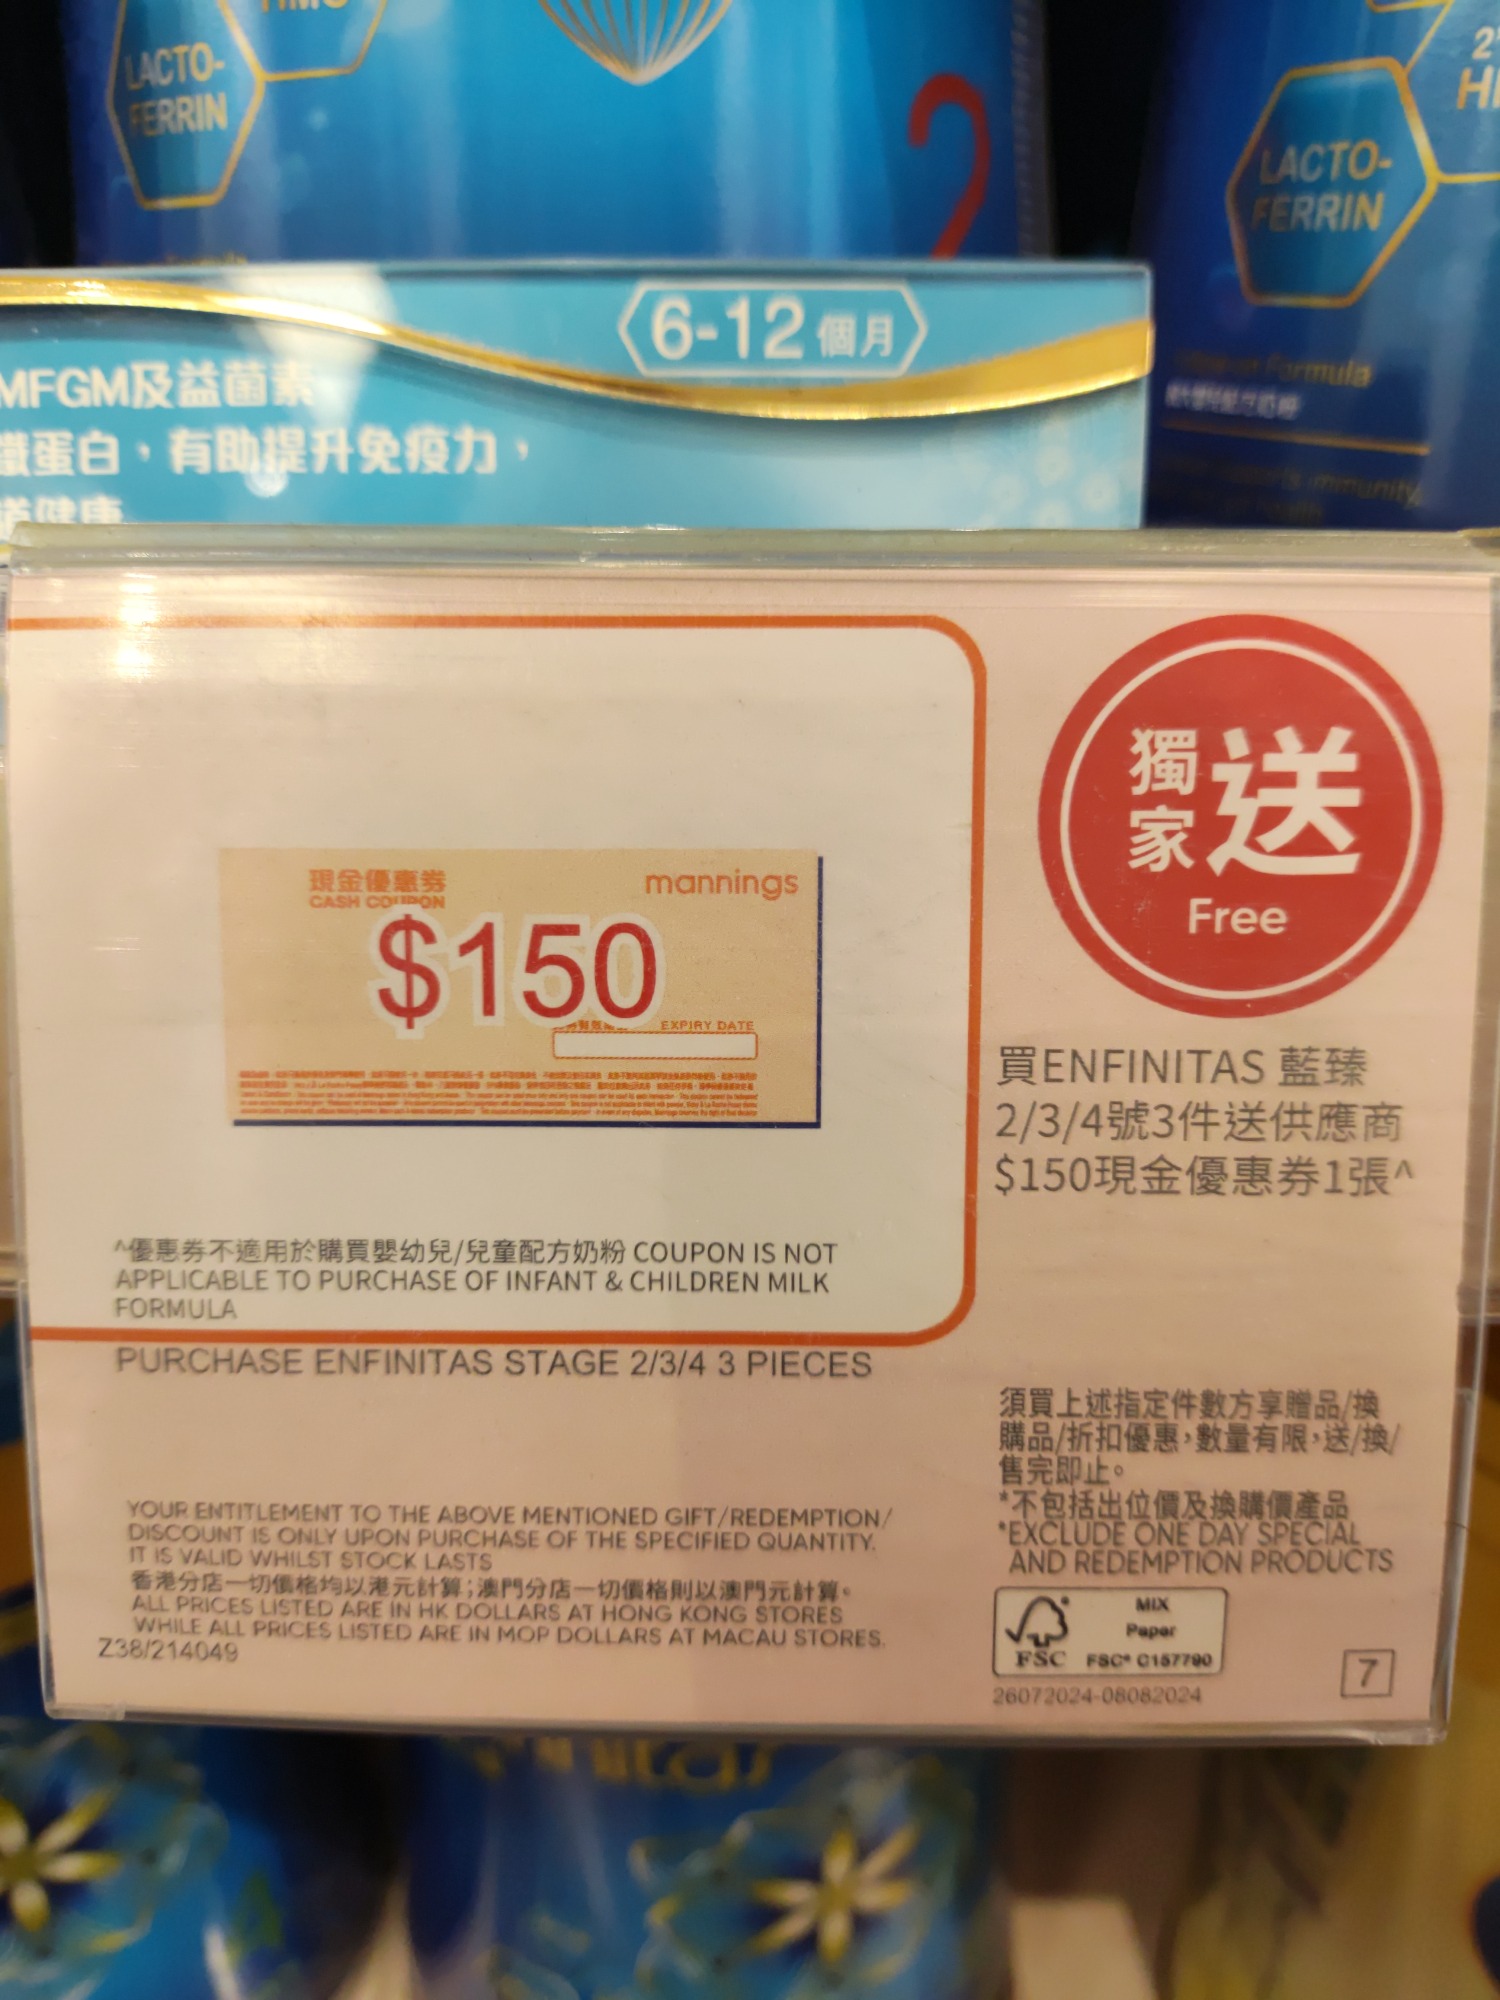 LACTO-
FERRIN
2
LACTO-
FERRIN
6-12個月
MFGM及益菌素
鐵蛋白，有助提升免疫力，
健康
Formula
獨家送
Free
現金優惠券
CASH COUPON
mannings
$150
EXPIRY DATE
買ENFINITAS 藍臻
2/3/4號3件送供應商
$150現金優惠券1張^
^優惠券不適用於購買嬰幼兒/兒童配方奶粉 COUPON IS NOT
APPLICABLE TO PURCHASE OF INFANT & CHILDREN MILK
FORMULA
PURCHASE ENFINITAS STAGE 2/3/4 3 PIECES
須買上述指定件數方享贈品/換
購品/折扣優惠，數量有限，送/換/
售完即止。
*不包括出位價及換購價產品
*EXCLUDE ONE DAY SPECIAL
AND REDEMPTION PRODUCTS
YOUR ENTITLEMENT TO THE ABOVE MENTIONED GIFT/REDEMPTION/
DISCOUNT IS ONLY UPON PURCHASE OF THE SPECIFIED QUANTITY.
IT IS VALID WHILST STOCK LASTS
香港分店一切價格均以港元計算；澳門分店一切價格則以澳門元計算。
ALL PRICES LISTED ARE IN HK DOLLARS AT HONG KONG STORES
WHILE ALL PRICES LISTED ARE IN MOP DOLLARS AT MACAU STORES.
Z38/214049
MIX
Paper
FSC FSC® C157790
26072024-08082024
7